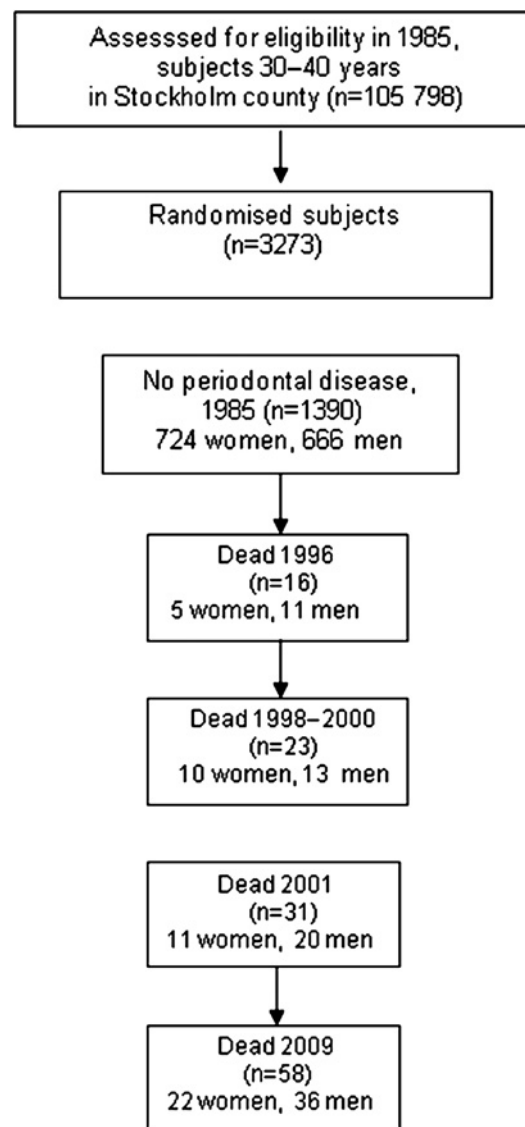 Assesssed for eligibility in 1985,
subjects 30–40 years
in Stockholm county (n=105 798)
Randomised subjects
(n=3273)
No periodontal disease,
1985 (n=1390)
724 women, 666 men
Dead 1996
(n=16)
5 women, 11 men
Dead 1998–2000
(n=23)
10 women, 13 men
Dead 2001
(n=31)
11 women, 20 men
Dead 2009
(n=58)
22 women, 36 men